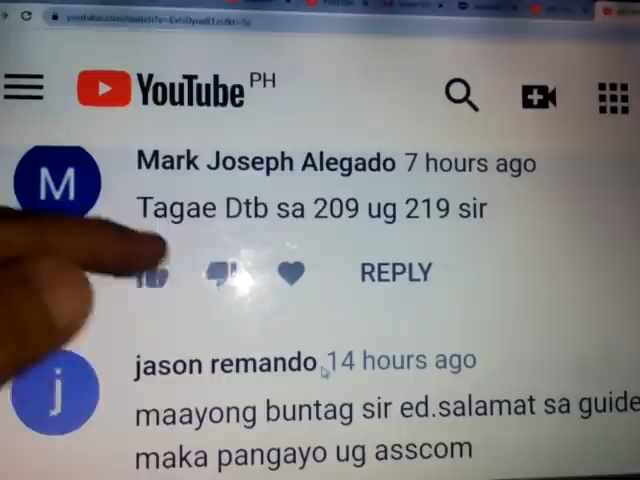 YouTube PH
M
Mark Joseph Alegado 7 hours ago
Tagae Dtb sa 209 ug 219 sir
REPLY
j
jason remando 14 hours ago
maayong buntag sir ed.salamat sa guide
maka pangayo ug asscom